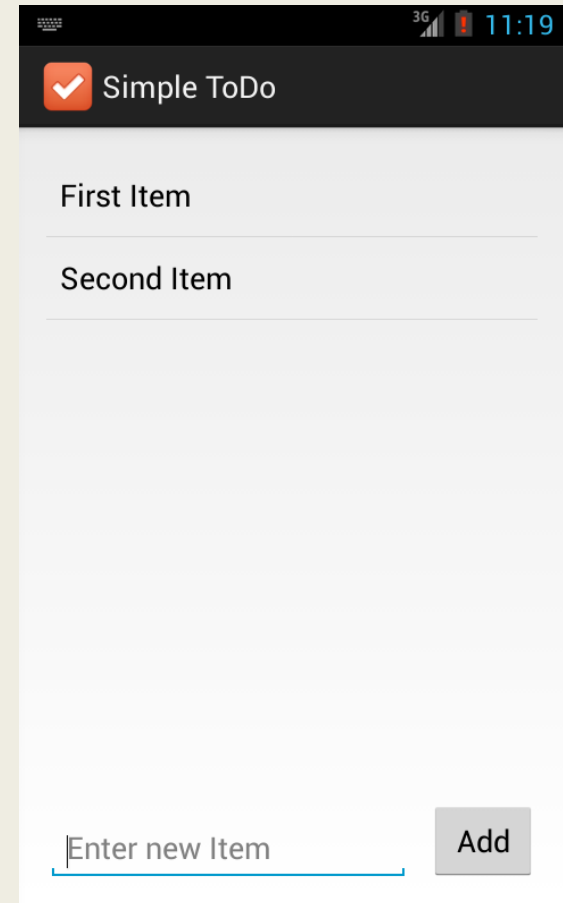 3G 11:19
Simple ToDo
First Item
Second Item
Enter new Item
Add